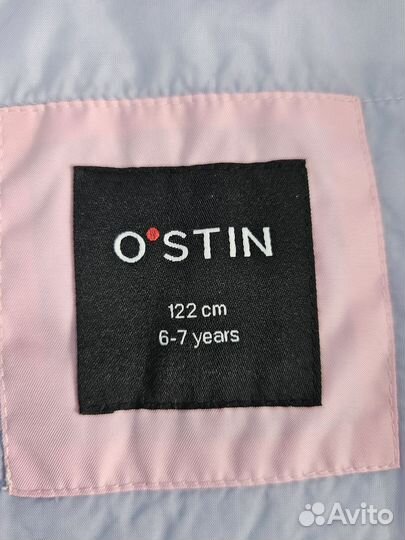 O'STIN
122 cm
6-7 years
Avito